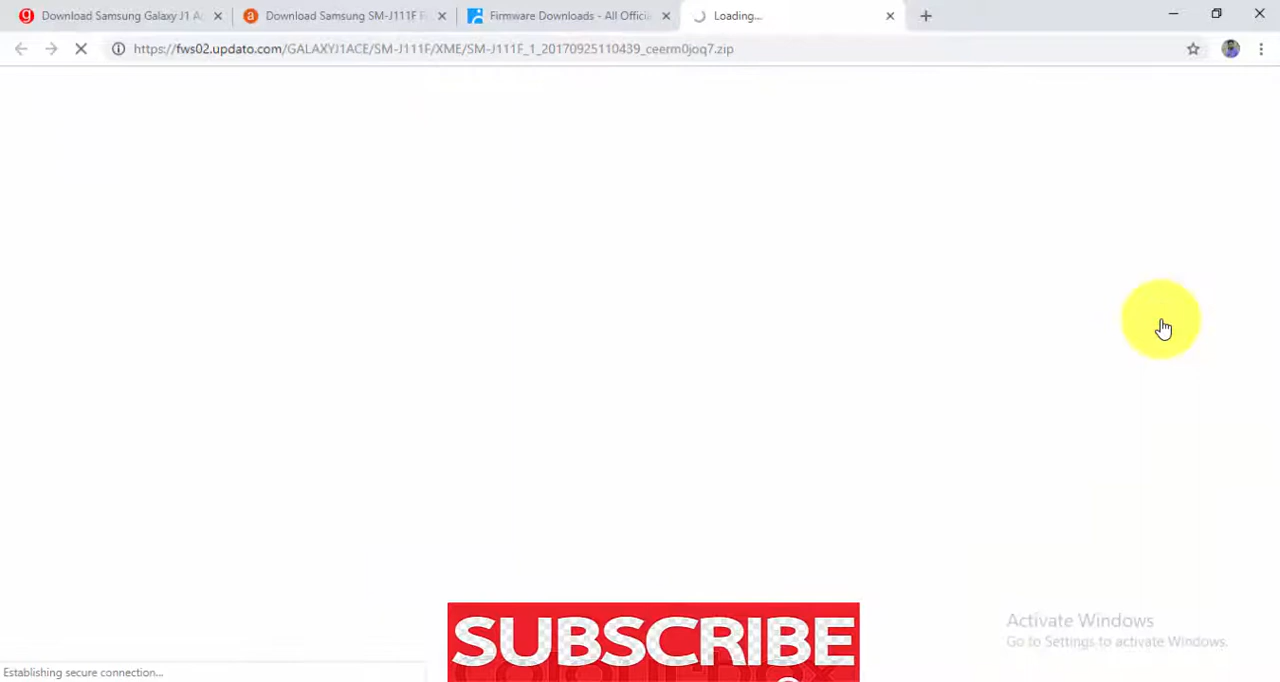 Download Samsung Galaxy J1 A
Download Samsung SM-J111F F
Firmware Downloads - All Offici
Loading...
https://fws02.updato.com/GALAXYJ1ACE/SM-J111F/XME/SM-J111F_1_20170925110439_ceerm0joq7.zip
SUBSCRIBE
Activate Windows
Go to Settings to activate Windows.
Establishing secure connection...